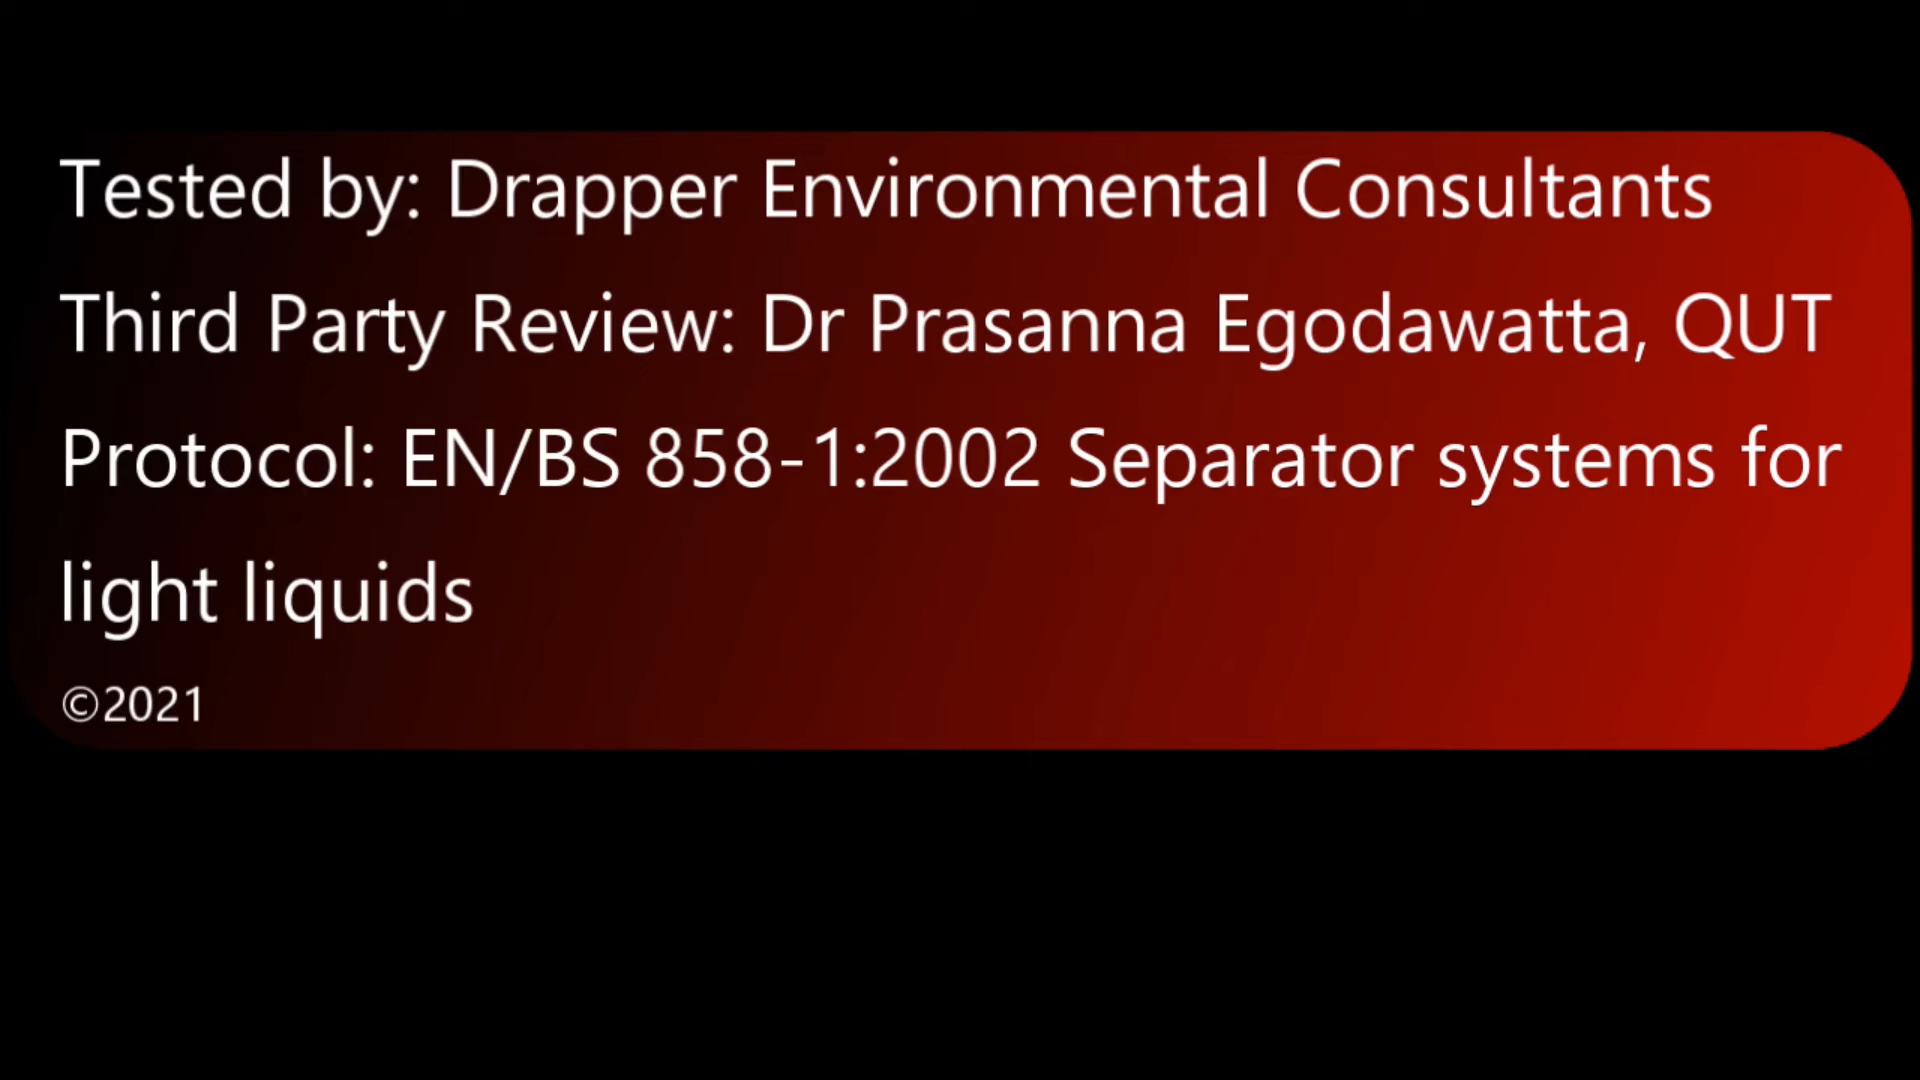 Tested by: Drapper Environmental Consultants
Third Party Review: Dr Prasanna Egodawatta, QUT
Protocol: EN/BS 858-1:2002 Separator systems for
light liquids
©2021